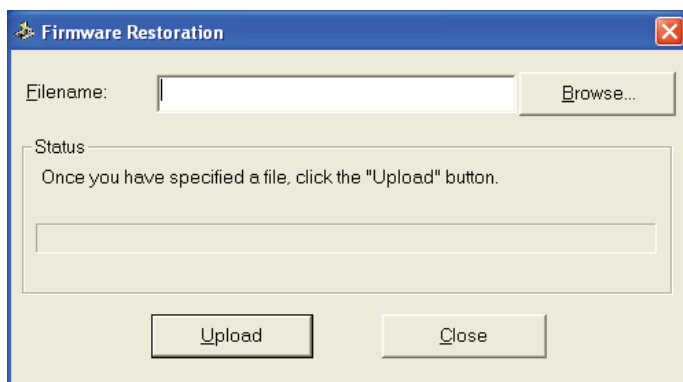 Firmware Restoration
Filename:
Browse...
Status
Once you have specified a file, click the "Upload" button.
Upload
Close